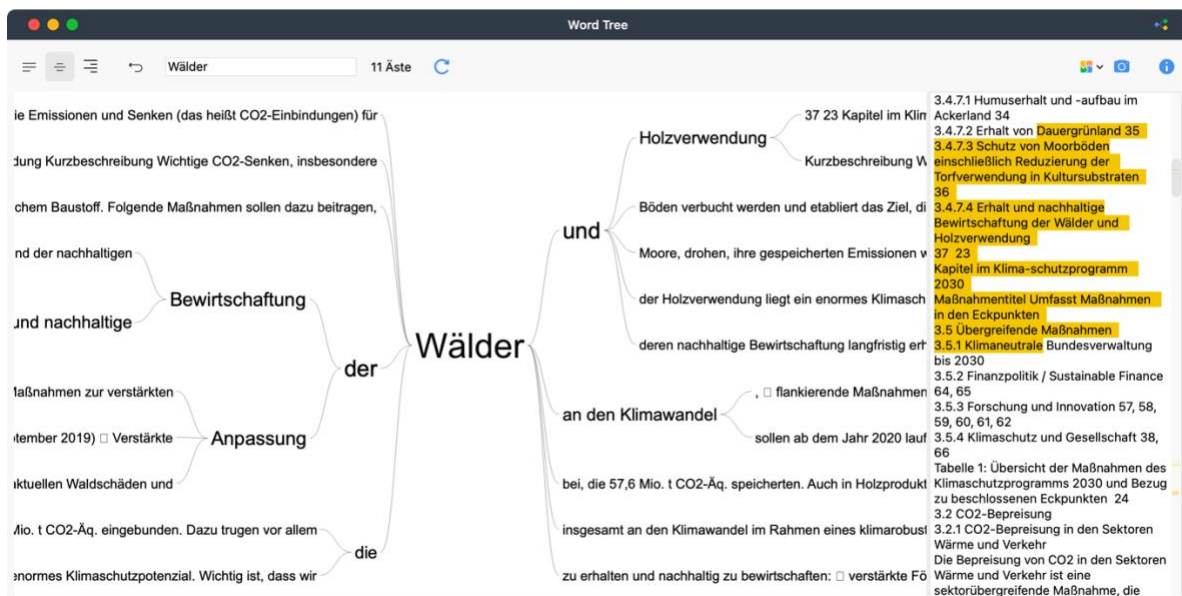 Word Tree
Wälder
11 Äste
ie Emissionen und Senken (das heißt CO2-Einbindungen) für
dung Kurzbeschreibung Wichtige CO2-Senken, insbesondere
chem Baustoff. Folgende Maßnahmen sollen dazu beitragen,
nd der nachhaltigen
und nachhaltige
Bewirtschaftung
Maßnahmen zur verstärkten
ptember 2019) □ Verstärkte
aktuellen Waldschäden und
Anpassung
der
Mio. t CO2-Äq. eingebunden. Dazu trugen vor allem
enormes Klimaschutzpotenzial. Wichtig ist, dass wir
die
Wälder
und
Holzverwendung
37 23 Kapitel im Klim
Kurzbeschreibung W
Böden verbucht werden und etabliert das Ziel, di
Moore, drohen, ihre gespeicherten Emissionen w
der Holzverwendung liegt ein enormes Klimasch
deren nachhaltige Bewirtschaftung langfristig erh
an den Klimawandel
, □ flankierende Maßnahmen
sollen ab dem Jahr 2020 lauf
bei, die 57,6 Mio. t CO2-Äq. speicherten. Auch in Holzprodukt
insgesamt an den Klimawandel im Rahmen eines klimarobust
zu erhalten und nachhaltig zu bewirtschaften: □ verstärkte Fö
3.4.7.1 Humuserhalt und -aufbau im
Ackerland 34
3.4.7.2 Erhalt von Dauergrünland 35
3.4.7.3 Schutz von Moorböden
einschließlich Reduzierung der
Torfverwendung in Kultursubstraten
36
3.4.7.4 Erhalt und nachhaltige
Bewirtschaftung der Wälder und
Holzverwendung
37 23
Kapitel im Klima-schutzprogramm
2030
Maßnahmentitel Umfasst Maßnahmen
in den Eckpunkten
3.5 Übergreifende Maßnahmen
3.5.1 Klimaneutrale Bundesverwaltung
bis 2030
3.5.2 Finanzpolitik / Sustainable Finance
64, 65
3.5.3 Forschung und Innovation 57, 58,
59, 60, 61, 62
3.5.4 Klimaschutz und Gesellschaft 38,
66
Tabelle 1: Übersicht der Maßnahmen des
Klimaschutzprogramms 2030 und Bezug
zu beschlossenen Eckpunkten 24
3.2 CO2-Bepreisung
3.2.1 CO2-Bepreisung in den Sektoren
Wärme und Verkehr
Die Bepreisung von CO2 in den Sektoren
Wärme und Verkehr ist eine
sektorübergreifende Maßnahme, die